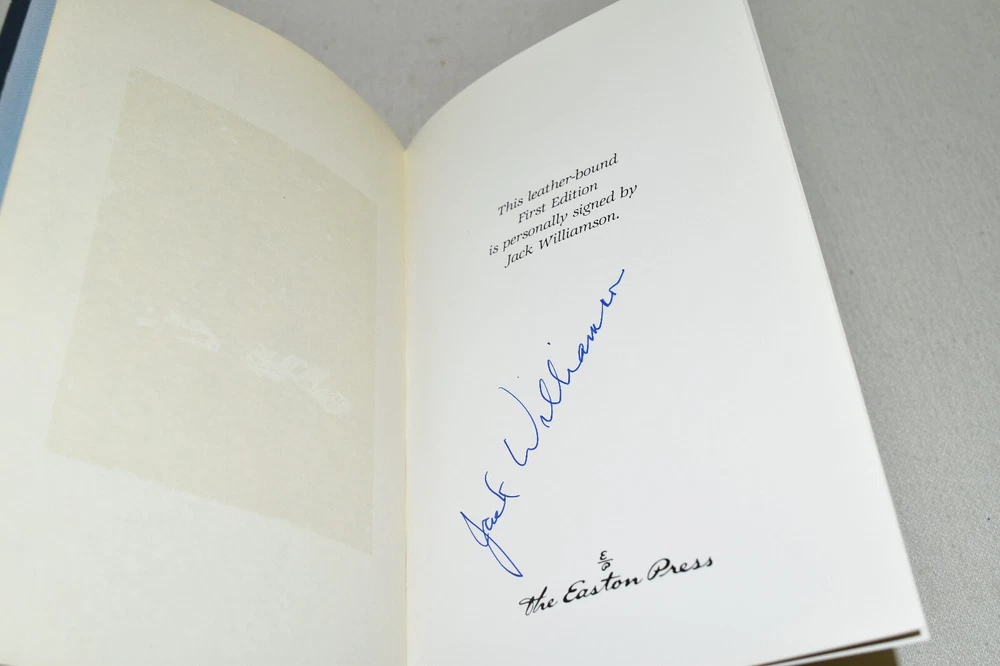 This leather-bound
First Edition
is personally signed by
Jack Williamson.
Jack Williamson
E
P
the Easton Press